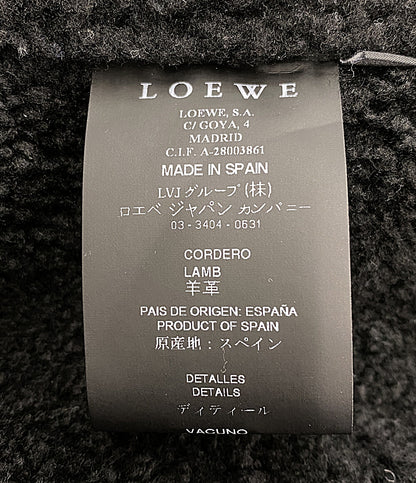 LOEWE
LOEWE, S.A.
C/ GOYA, 4
MADRID
C.I.F. A-28003861
MADE IN SPAIN
LVJ グループ (株)
ロエベ ジャパン カンバニー
03 - 3404 - 0631
CORDERO
LAMB
羊革
PAIS DE ORIGEN: ESPAÑA
PRODUCT OF SPAIN
原産地 : スペイン
DETALLES
DETAILS
ディティール
VACUNO